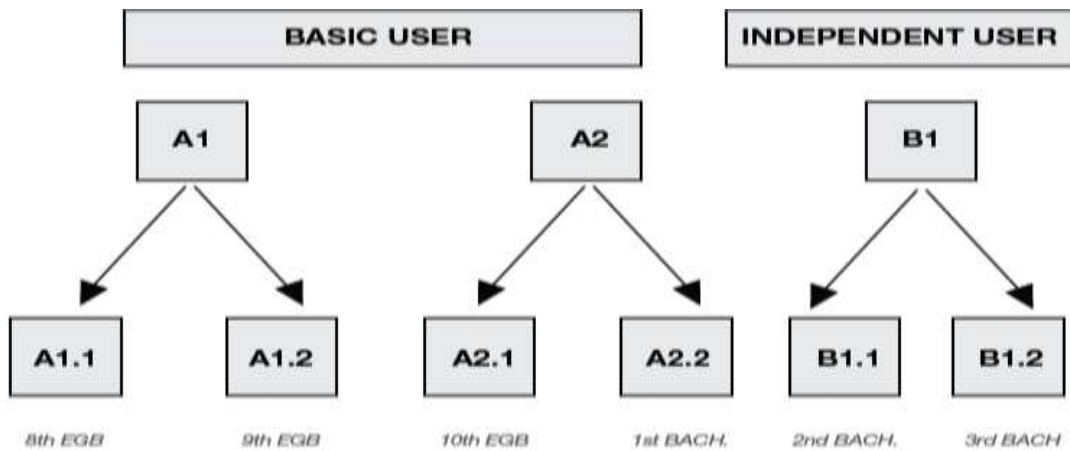 BASIC USER INDEPENDENT USER
A1 A2 B1
A1.1 A1.2 A2.1 A2.2 B1.1 B1.2
8th EGB 9th EGB 10th EGB 1st BACH. 2nd BACH. 3rd BACH